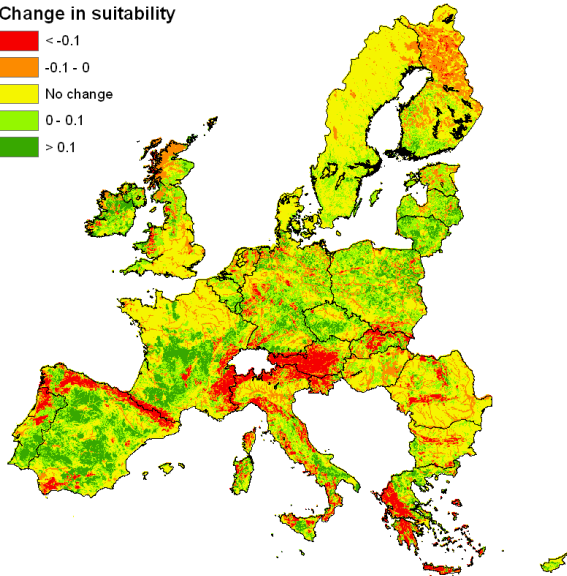 Change in suitability
< -0.1
-0.1 - 0
No change
0 - 0.1
> 0.1